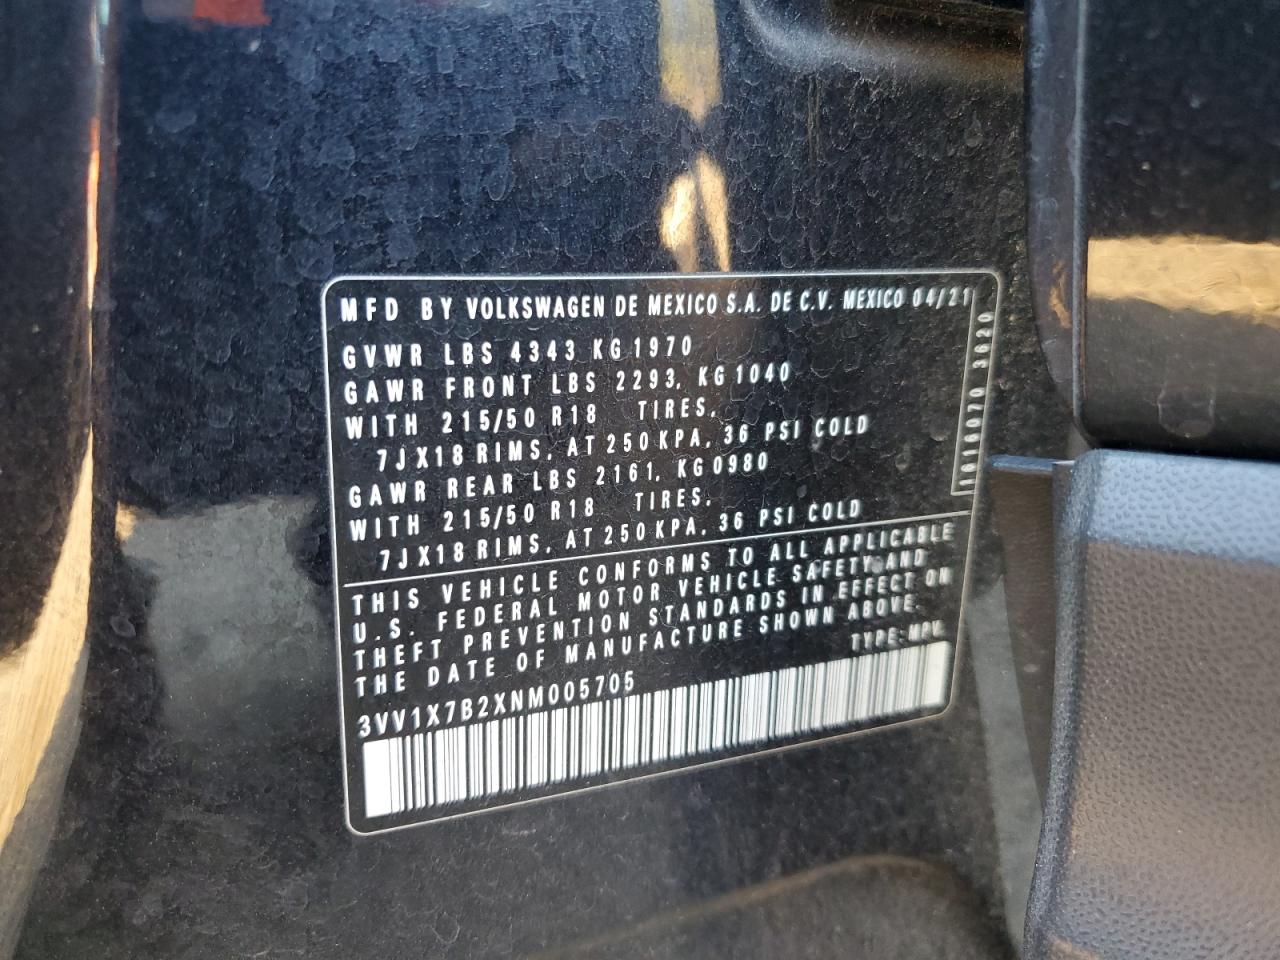 MFD BY VOLKSWAGEN DE MEXICO S.A. DE C.V. MEXICO 04/21
GVWR LBS 4343 KG 1970
GAWR FRONT LBS 2293, KG 1040
WITH 215/50 R18 TIRES,
7JX18 RIMS, AT 250 KPA, 36 PSI COLD
GAWR REAR LBS 2161, KG 0980
WITH 215/50 R18 TIRES,
7JX18 RIMS, AT 250 KPA, 36 PSI COLD
1616070 3620
THIS VEHICLE CONFORMS TO ALL APPLICABLE
U.S. FEDERAL MOTOR VEHICLE SAFETY AND
THEFT PREVENTION STANDARDS IN EFFECT ON
THE DATE OF MANUFACTURE SHOWN ABOVE.
TYPE: MPV
3VV1X7B2XNM005705